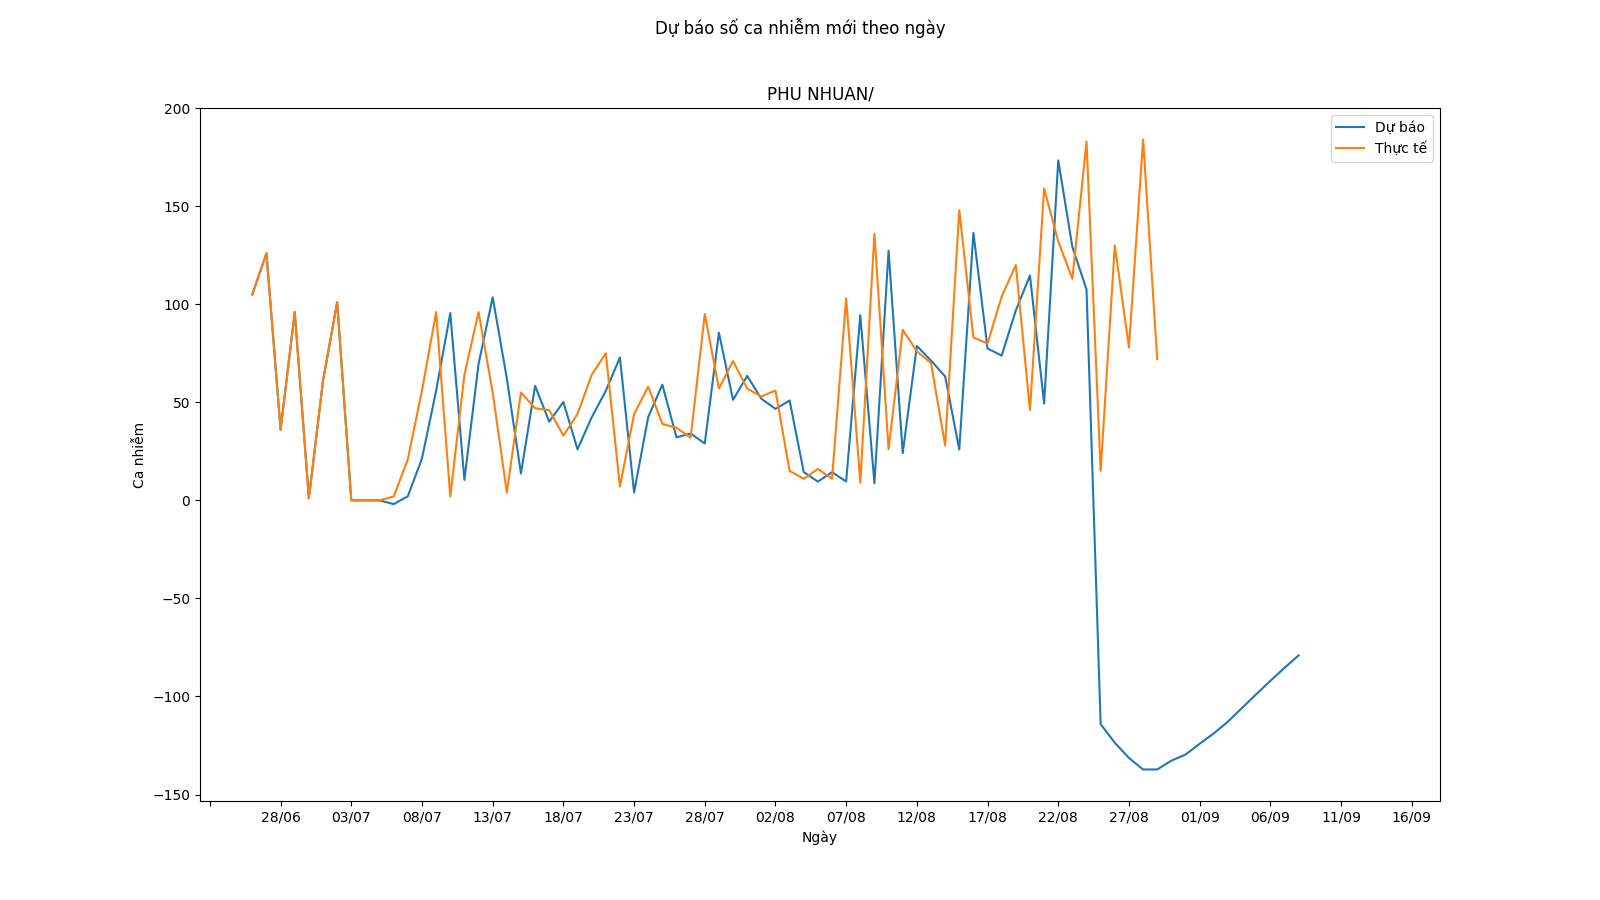 Dự báo số ca nhiễm mới theo ngày
PHU NHUAN/
Dự báo
Thực tế
Ca nhiễm
200
150
100
50
0
−50
−100
−150
28/06 03/07 08/07 13/07 18/07 23/07 28/07 02/08 07/08 12/08 17/08 22/08 27/08 01/09 06/09 11/09 16/09
Ngày